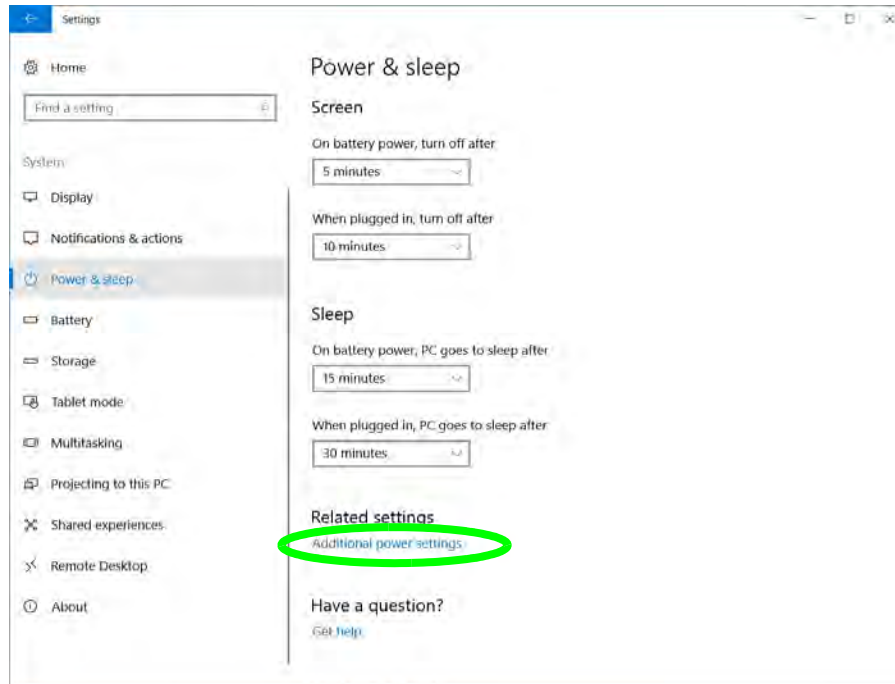 Settings
Home
Find a setting
System
Display
Notifications & actions
Power & sleep
Battery
Storage
Tablet mode
Multitasking
Projecting to this PC
Shared experiences
Remote Desktop
About
Power & sleep
Screen
On battery power, turn off after
5 minutes
When plugged in, turn off after
10 minutes
Sleep
On battery power, PC goes to sleep after
15 minutes
When plugged in, PC goes to sleep after
30 minutes
Related settings
Additional power settings
Have a question?
Get help